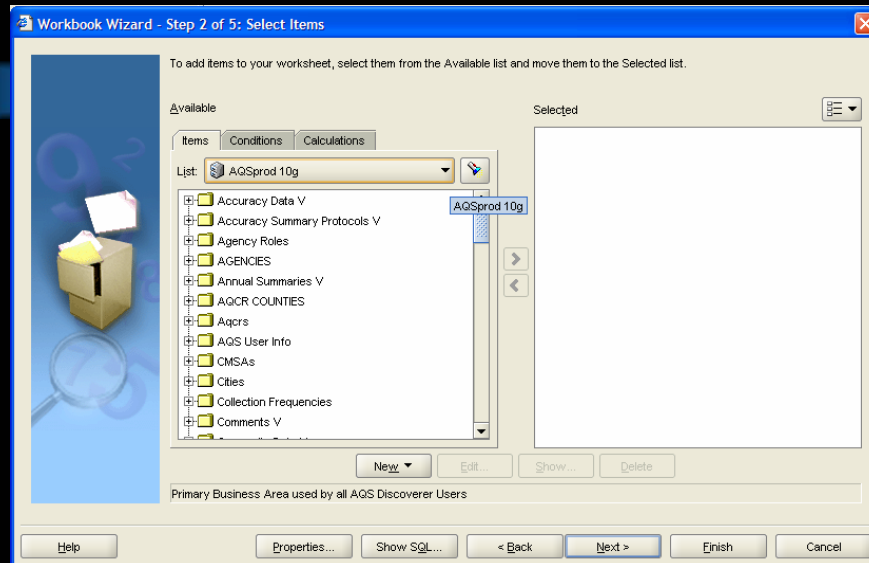 Workbook Wizard - Step 2 of 5: Select Items
To add items to your worksheet, select them from the Available list and move them to the Selected list.
Available
Selected
Items Conditions Calculations
List: AQSprod 10g
Accuracy Data V
AQSprod 10g
Accuracy Summary Protocols V
Agency Roles
AGENCIES
Annual Summaries V
AQCR COUNTIES
Aqcrs
AQS User Info
CMSAs
Cities
Collection Frequencies
Comments V
New Edit... Show... Delete
Primary Business Area used by all AQS Discoverer Users
Help Properties... Show SQL... < Back Next > Finish Cancel